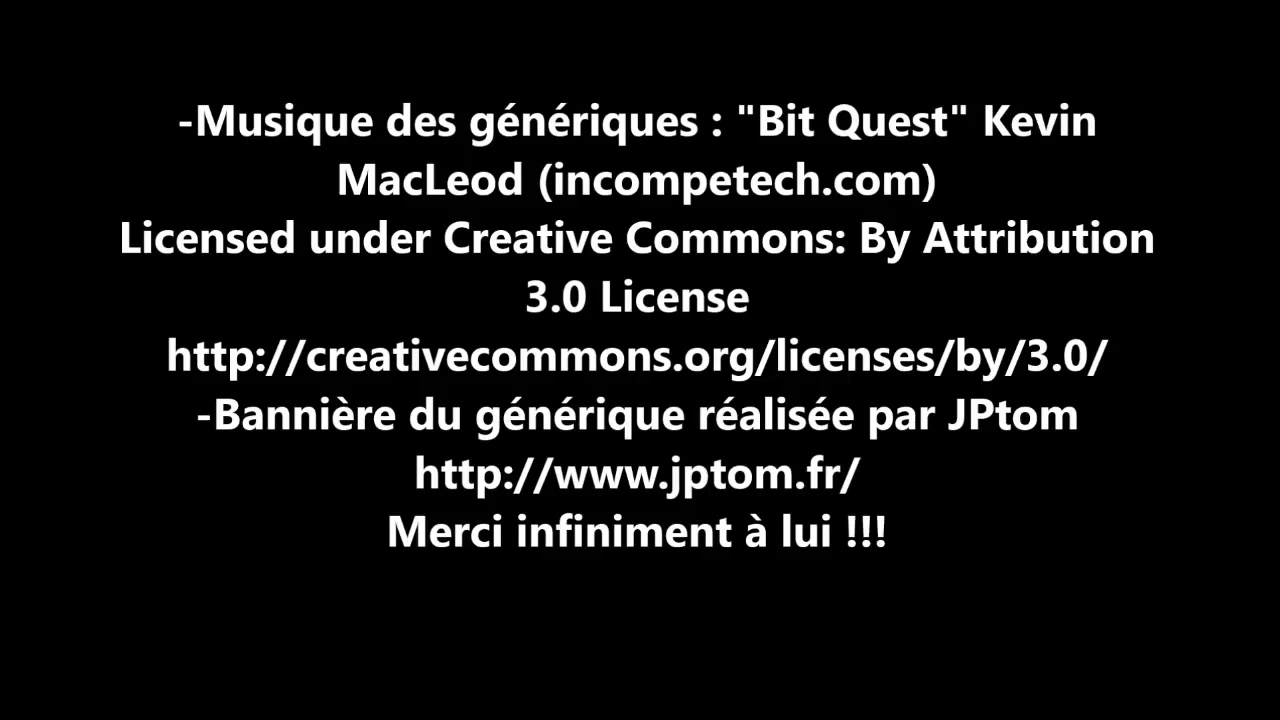 -Musique des génériques : "Bit Quest" Kevin
MacLeod (incompetech.com)
Licensed under Creative Commons: By Attribution
3.0 License
http://creativecommons.org/licenses/by/3.0/
-Bannière du générique réalisée par JPtom
http://www.jptom.fr/
Merci infiniment à lui !!!